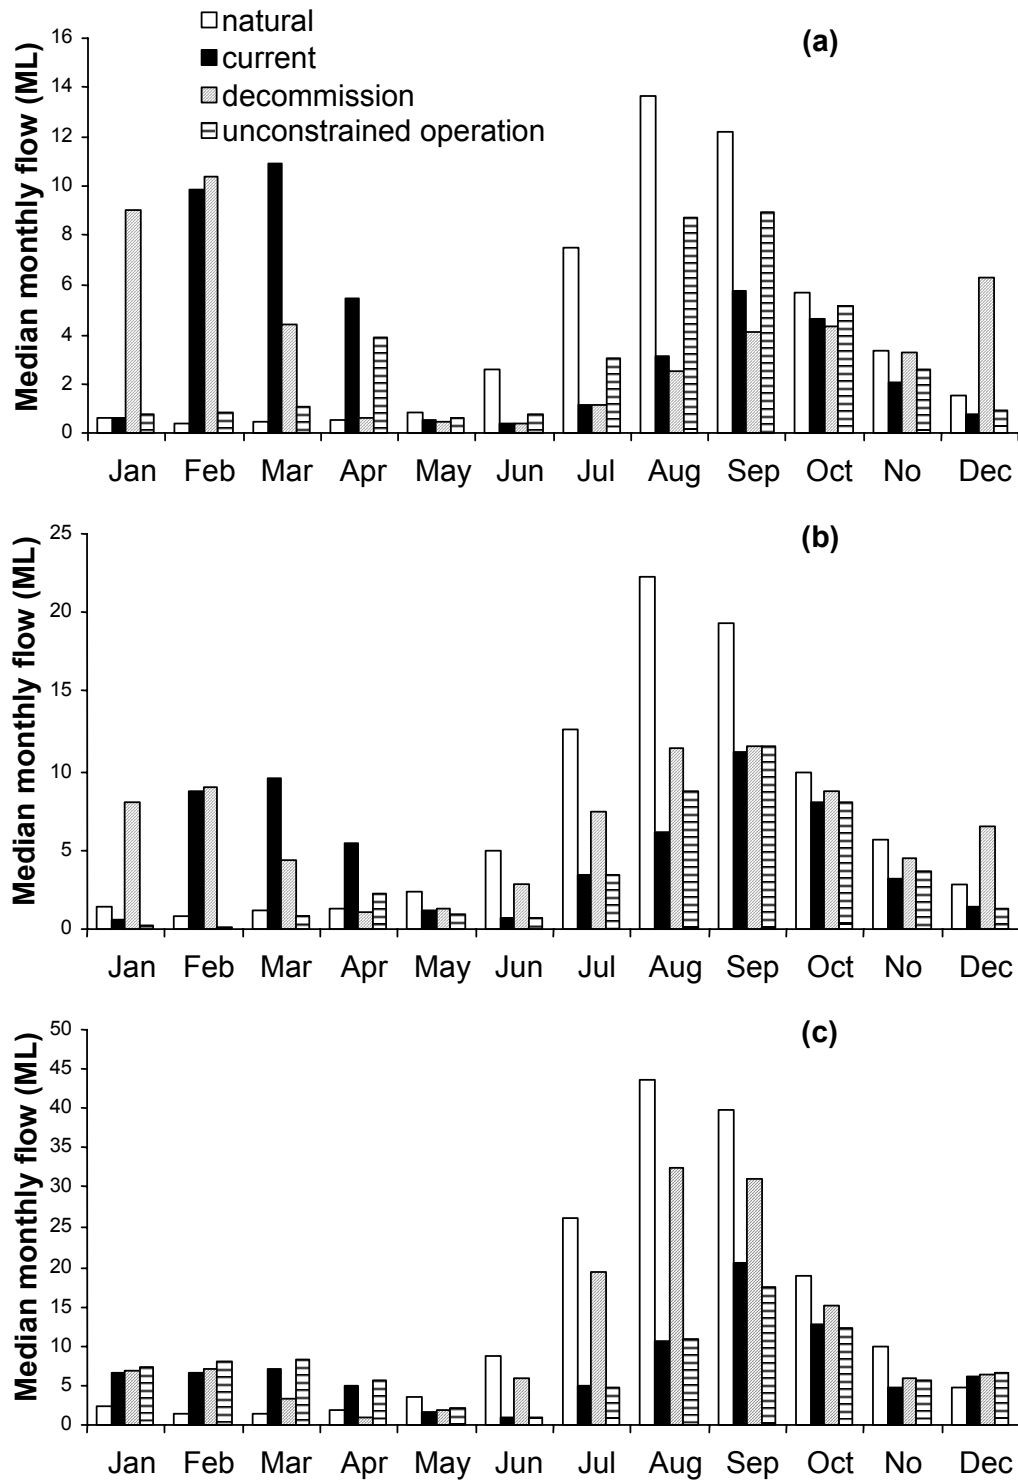 natural
current
decommission
unconstrained operation
(a)
Median monthly flow (ML)
16
14
12
10
8
6
4
2
0
Jan Feb Mar Apr May Jun Jul Aug Sep Oct No Dec
(b)
Median monthly flow (ML)
25
20
15
10
5
0
Jan Feb Mar Apr May Jun Jul Aug Sep Oct No Dec
(c)
Median monthly flow (ML)
50
45
40
35
30
25
20
15
10
5
0
Jan Feb Mar Apr May Jun Jul Aug Sep Oct No Dec